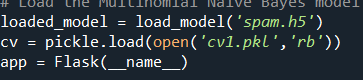 # Load the Multinomial Naive Bayes model
loaded_model = load_model('spam.h5')
cv = pickle.load(open('cv1.pkl','rb'))
app = Flask(__name__)